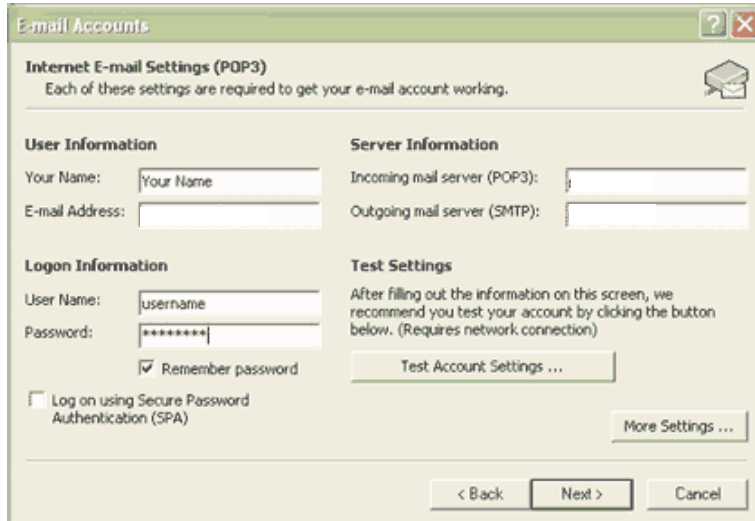 E-mail Accounts
Internet E-mail Settings (POP3)
Each of these settings are required to get your e-mail account working.
User Information
Your Name: Your Name
E-mail Address:
Logon Information
User Name: username
Password: ********
Remember password
Log on using Secure Password
Authentication (SPA)
Server Information
Incoming mail server (POP3):
Outgoing mail server (SMTP):
Test Settings
After filling out the information on this screen, we
recommend you test your account by clicking the button
below. (Requires network connection)
Test Account Settings ...
More Settings ...
< Back
Next >
Cancel